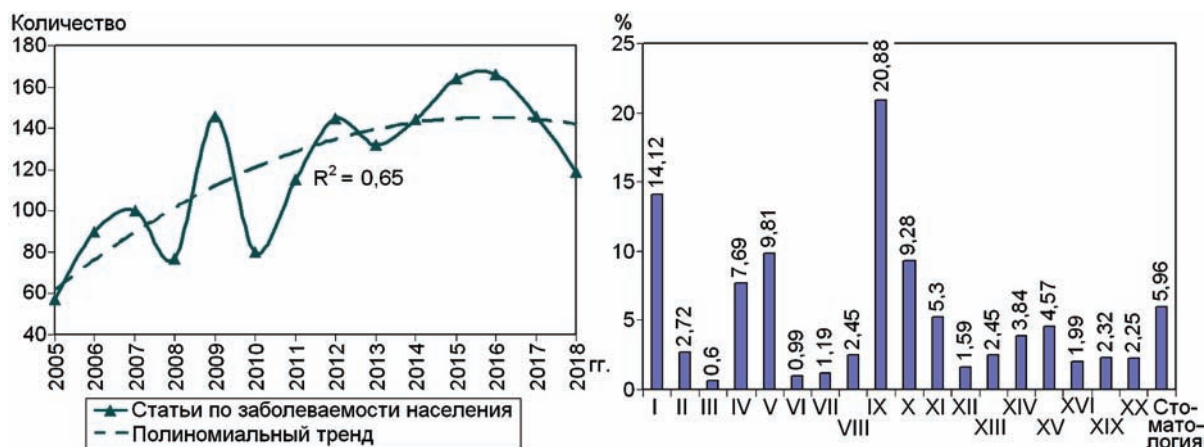 Количество
180
160
140
120
100
80
60
40
R² = 0,65
2005 2006 2007 2008 2009 2010 2011 2012 2013 2014 2015 2016 2017 2018 гг.
Статьи по заболеваемости населения
Полиномиальный тренд
%
25
20
15
10
5
0
14,12 2,72 0,6 7,69 9,81 0,99 1,19 2,45 20,88 9,28 5,3 1,59 2,45 3,84 4,57 1,99 2,32 2,25 5,96
I II III IV V VI VII VIII IX X XI XII XIII XIV XV XVI XIX XX Сто-
мато-
логия